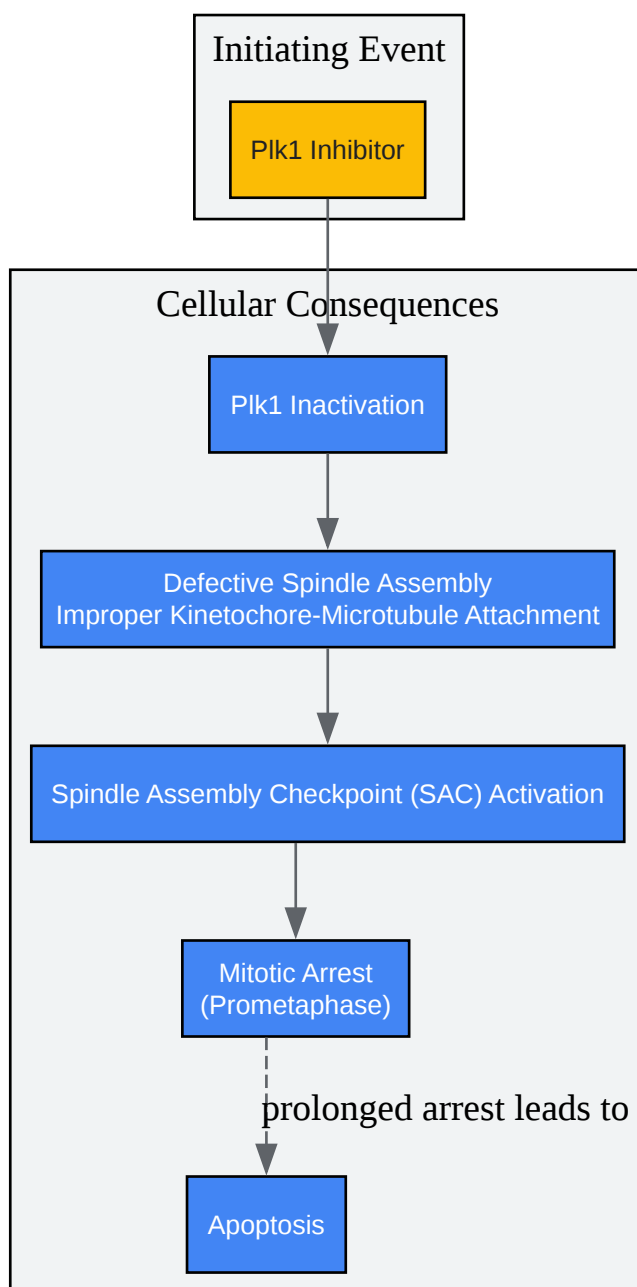 Initiating Event
Plk1 Inhibitor
Cellular Consequences
Plk1 Inactivation
Defective Spindle Assembly
Improper Kinetochore-Microtubule Attachment
Spindle Assembly Checkpoint (SAC) Activation
Mitotic Arrest
(Prometaphase)
prolonged arrest leads to
Apoptosis